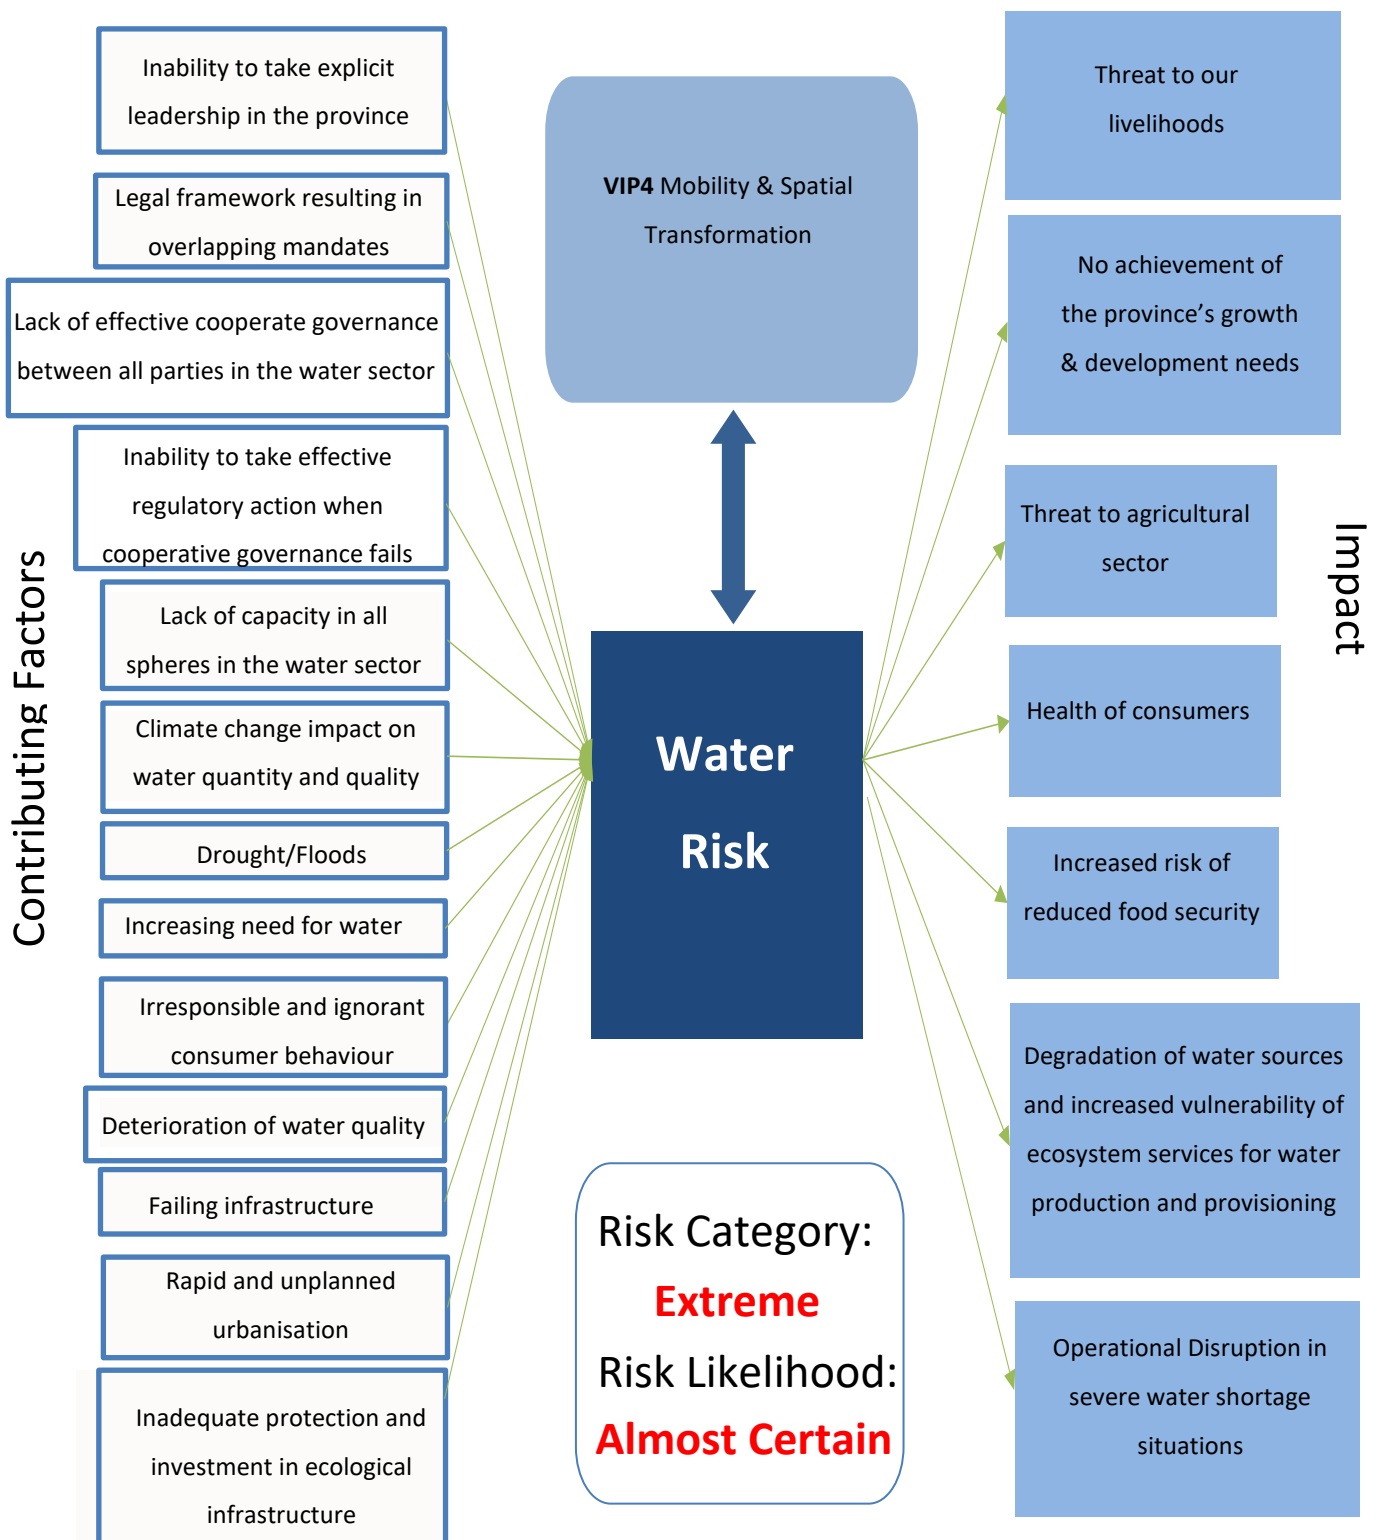 Contributing Factors
Inability to take explicit
leadership in the province
Legal framework resulting in
overlapping mandates
Lack of effective cooperate governance
between all parties in the water sector
Inability to take effective
regulatory action when
cooperative governance fails
Lack of capacity in all
spheres in the water sector
Climate change impact on
water quantity and quality
Drought/Floods
Increasing need for water
Irresponsible and ignorant
consumer behaviour
Deterioration of water quality
Failing infrastructure
Rapid and unplanned
urbanisation
Inadequate protection and
investment in ecological
infrastructure
VIP4 Mobility & Spatial
Transformation
Water
Risk
Risk Category:
Extreme
Risk Likelihood:
Almost Certain
Threat to our
livelihoods
No achievement of
the province’s growth
& development needs
Threat to agricultural
sector
Health of consumers
Increased risk of
reduced food security
Degradation of water sources
and increased vulnerability of
ecosystem services for water
production and provisioning
Operational Disruption in
severe water shortage
situations
Impact